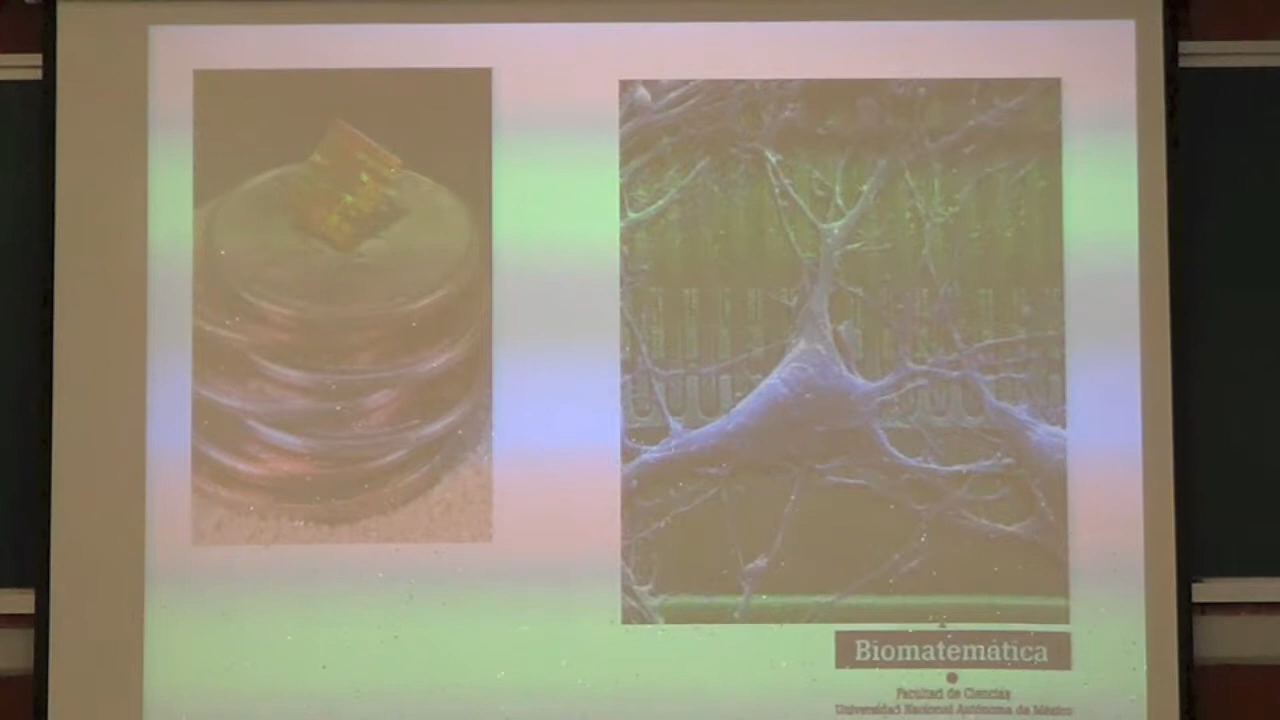 Biomatemática
Facultad de Ciencias
Universidad Nacional Autónoma de México